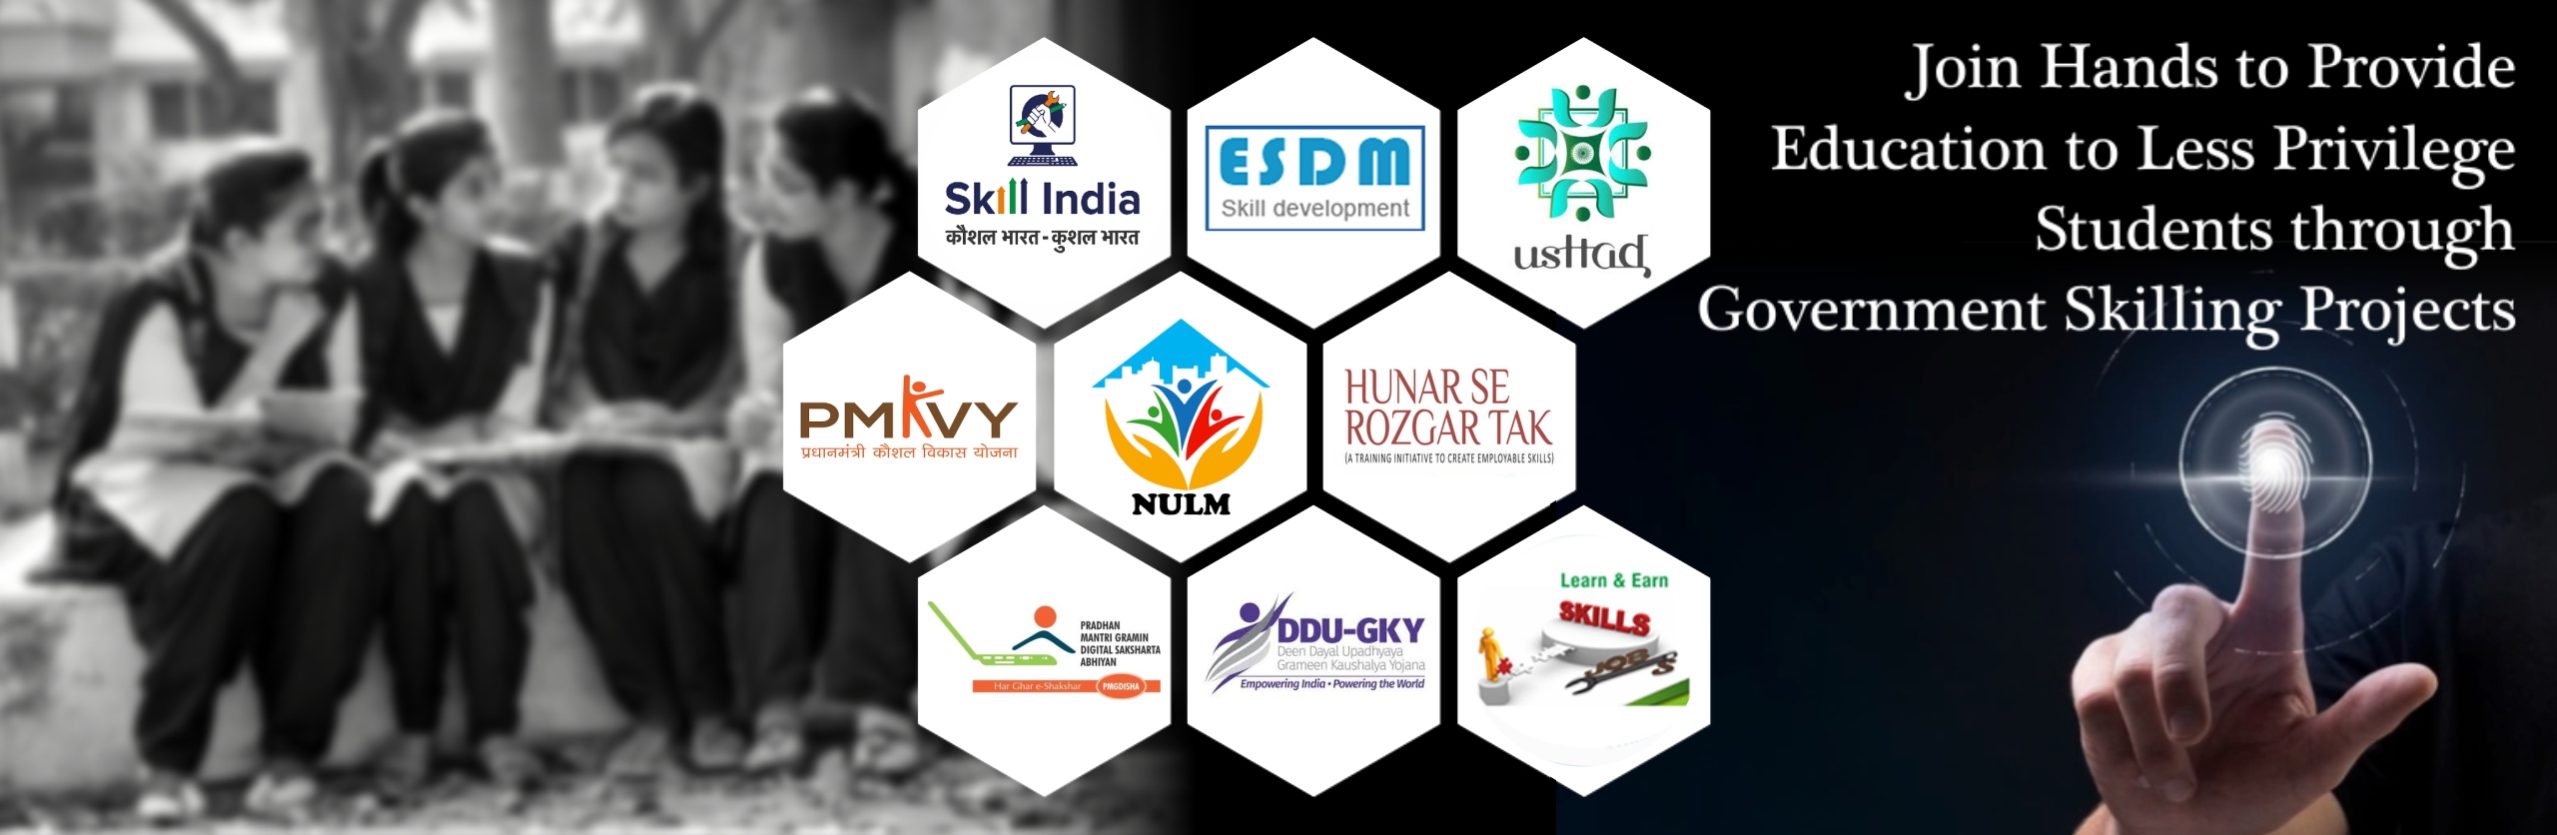 Join Hands to Provide
Education to Less Privilege
Students through
Government Skilling Projects
Skill India
कौशल भारत - कुशल भारत
ESDM
Skill development
usttad
PMKVY
प्रधानमंत्री कौशल विकास योजना
NULM
HUNAR SE
ROZGAR TAK
(A TRAINING INITIATIVE TO CREATE EMPLOYABLE SKILLS)
PRADHAN
MANTRI GRAMIN
DIGITAL SAKSHARTA
ABHIYAN
Har Ghar e-Shakshar PMGDISHA
DDU-GKY
Deen Dayal Upadhyaya
Grameen Kaushalya Yojana
Empowering India • Powering the World
Learn & Earn
SKILLS
JOBS